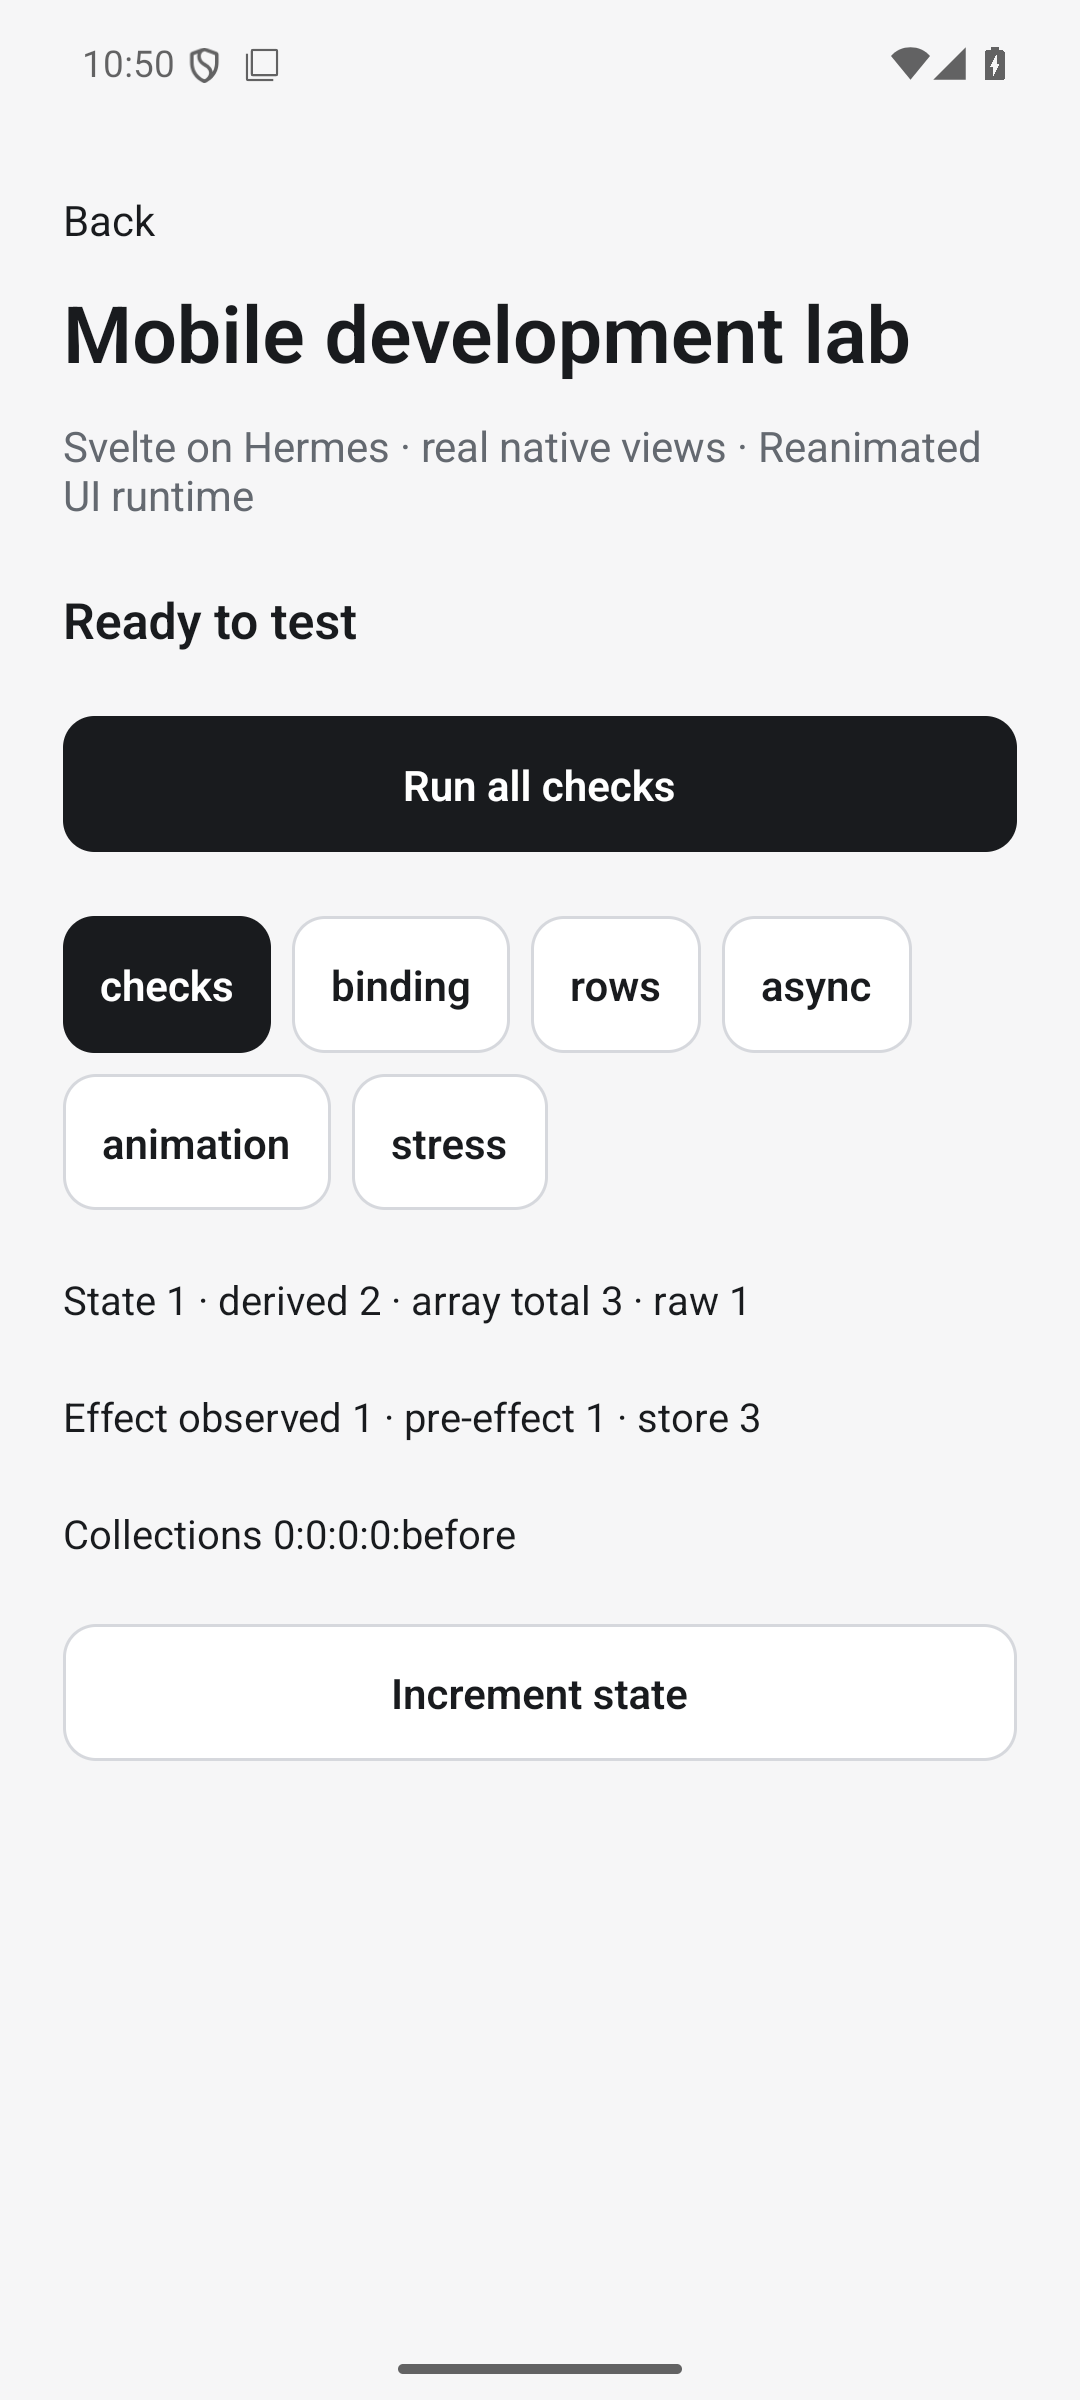 10:50
Back
Mobile development lab
Svelte on Hermes · real native views · Reanimated
UI runtime
Ready to test
Run all checks
checks
binding
rows
async
animation
stress
State 1 · derived 2 · array total 3 · raw 1
Effect observed 1 · pre-effect 1 · store 3
Collections 0:0:0:0:before
Increment state